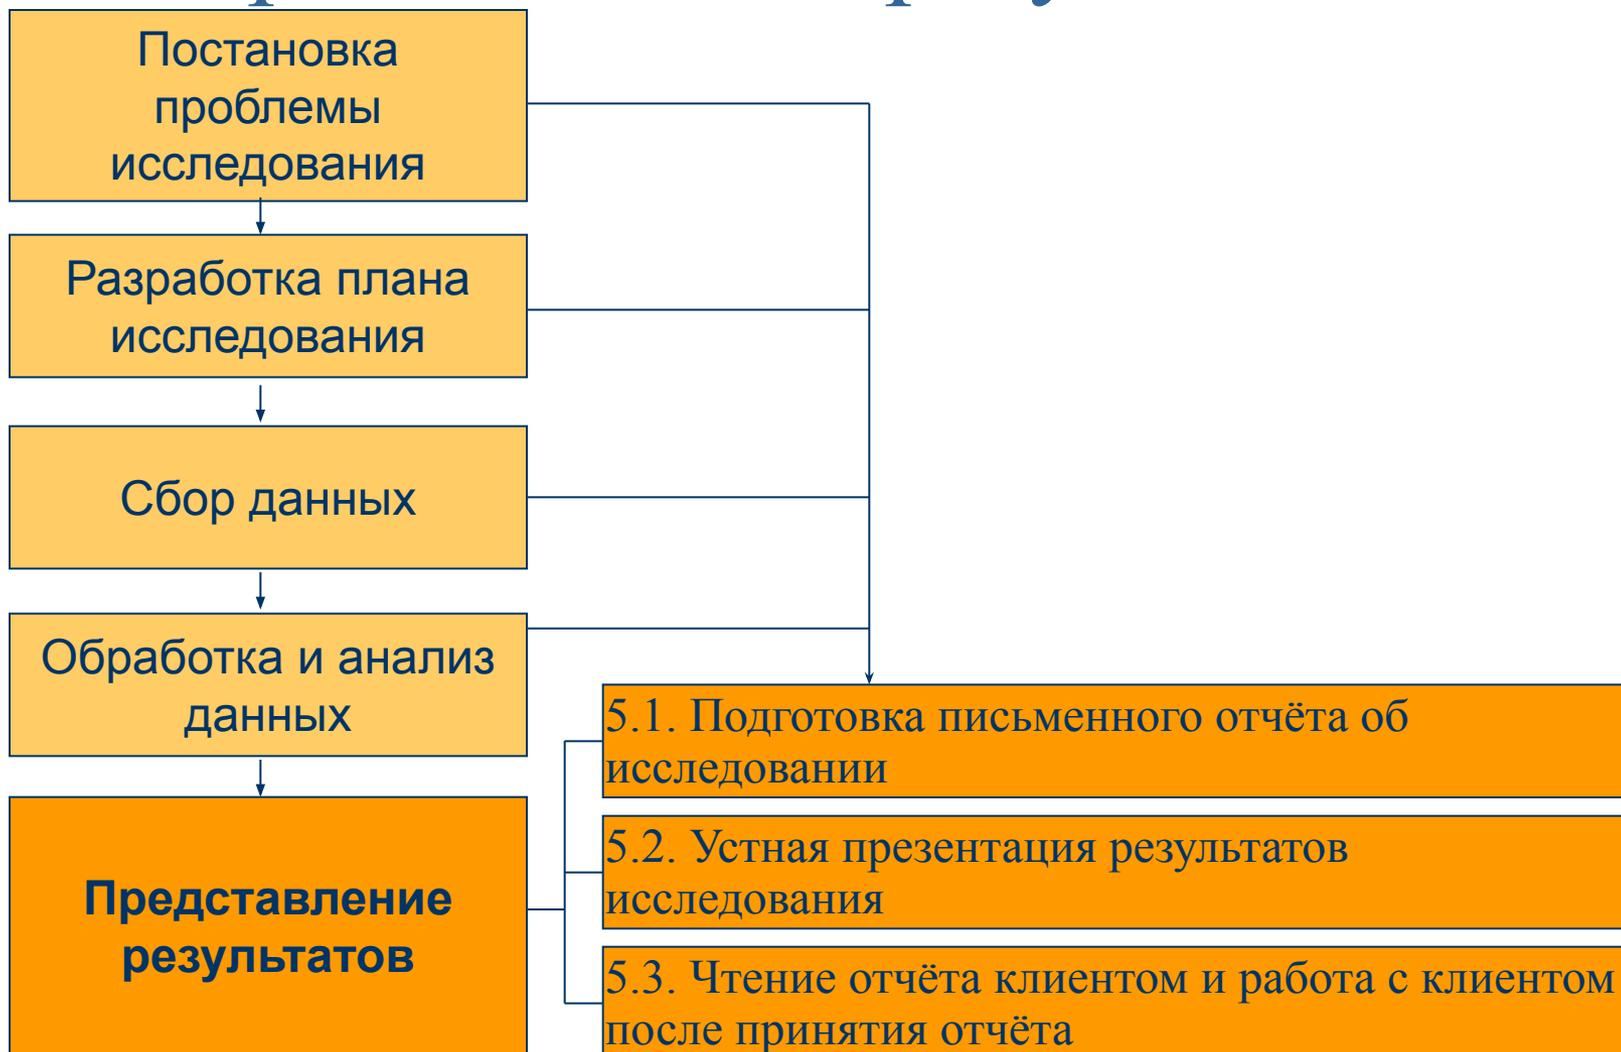 Постановка
проблемы
исследования
Разработка плана
исследования
Сбор данных
Обработка и анализ
данных
Представление
результатов
5.1. Подготовка письменного отчёта об
исследовании
5.2. Устная презентация результатов
исследования
5.3. Чтение отчёта клиентом и работа с клиентом
после принятия отчёта